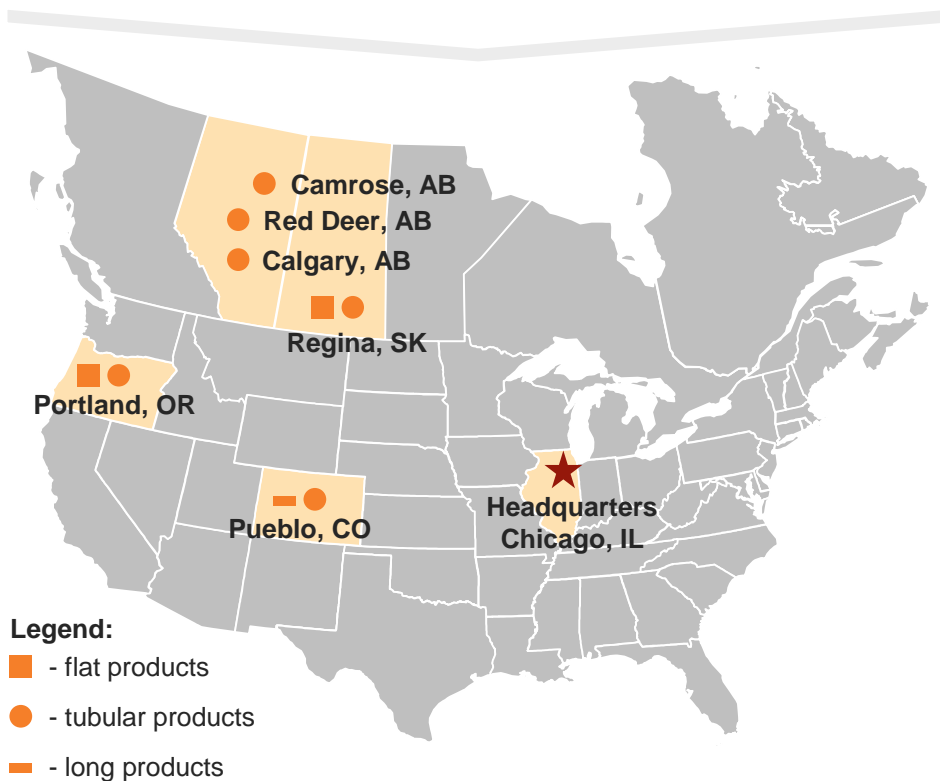 Camrose, AB
Red Deer, AB
Calgary, AB
Regina, SK
Portland, OR
Pueblo, CO
Headquarters
Chicago, IL
Legend:
- flat products
- tubular products
- long products